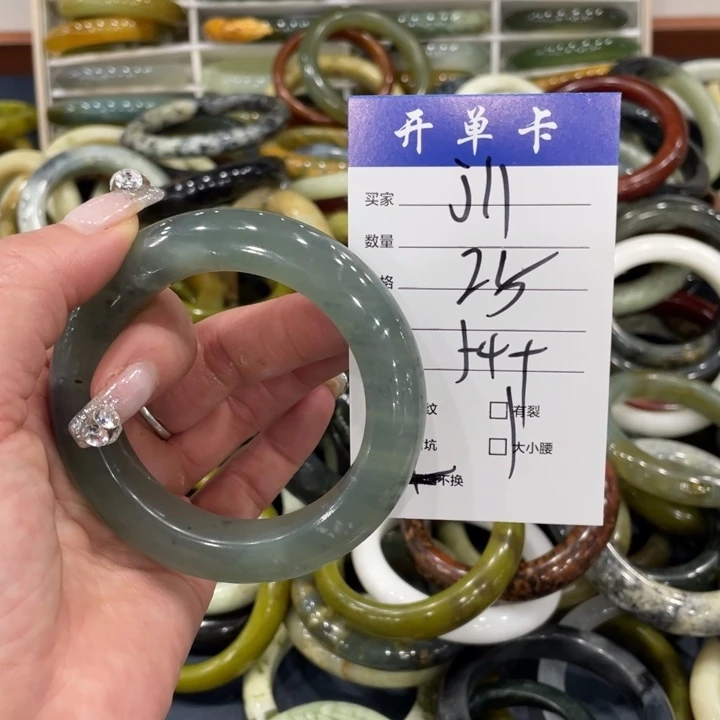 开单卡
买家 川
数量
格 25
54+
纹 □有裂
坑 □大小腰
不换